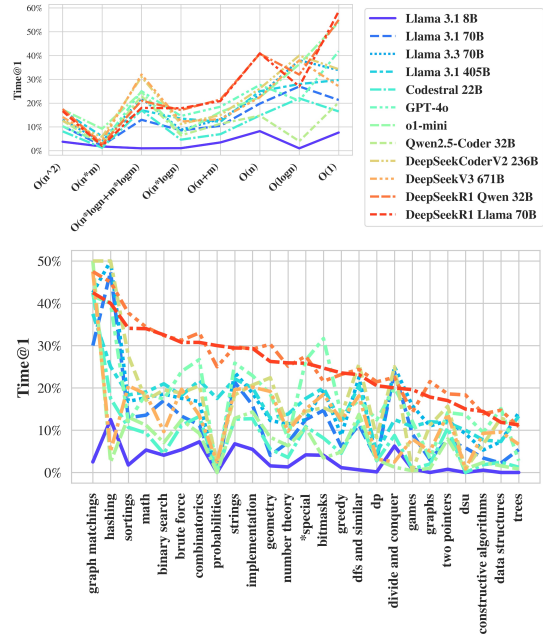 60%
50%
40%
30%
20%
10%
0%
Time@1
O(n^2)
O(n*m)
O(n*logn+m*logm)
O(n*logn)
O(n+m)
O(n)
O(logn)
O(1)
Llama 3.1 8B
Llama 3.1 70B
Llama 3.3 70B
Llama 3.1 405B
Codestral 22B
GPT-4o
o1-mini
Qwen2.5-Coder 32B
DeepSeekCoderV2 236B
DeepSeekV3 671B
DeepSeekR1 Qwen 32B
DeepSeekR1 Llama 70B
50%
40%
30%
20%
10%
0%
Time@1
graph matchings
hashing
sortings
math
binary search
brute force
combinatorics
probabilities
strings
implementation
geometry
number theory
*special
bitmasks
greedy
dfs and similar
dp
divide and conquer
games
graphs
two pointers
dsu
constructive algorithms
data structures
trees